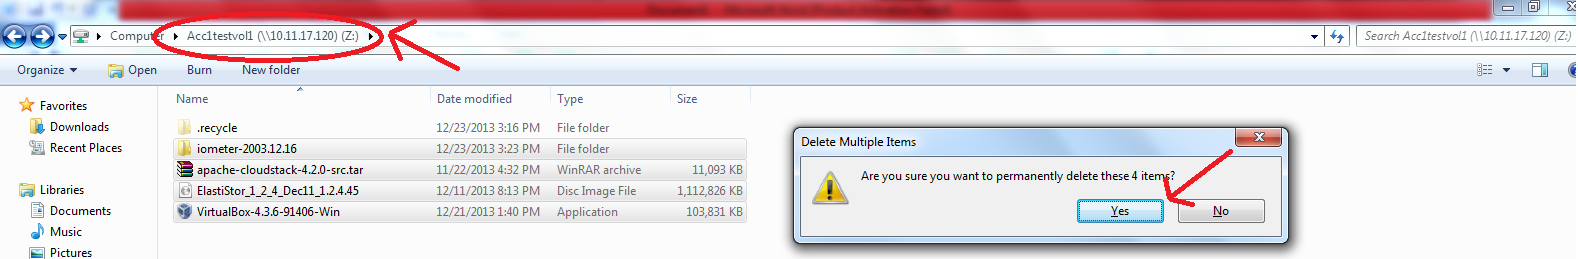 Computer ▸ Acc1testvol1 (\\10.11.17.120) (Z:) ▸
Search Acc1testvol1 (\\10.11.17.120) (Z:)
Organize Open Burn New folder
Name Date modified Type Size
Favorites
Downloads
Recent Places
Libraries
Documents
Music
Pictures
.recycle 12/23/2013 3:16 PM File folder
iometer-2003.12.16 12/23/2013 3:23 PM File folder
apache-cloudstack-4.2.0-src.tar 11/22/2013 4:32 PM WinRAR archive 11,093 KB
ElastiStor_1_2_4_Dec11_1.2.4.45 12/11/2013 8:13 PM Disc Image File 1,112,826 KB
VirtualBox-4.3.6-91406-Win 12/21/2013 1:40 PM Application 103,831 KB
Delete Multiple Items
Are you sure you want to permanently delete these 4 items?
Yes No